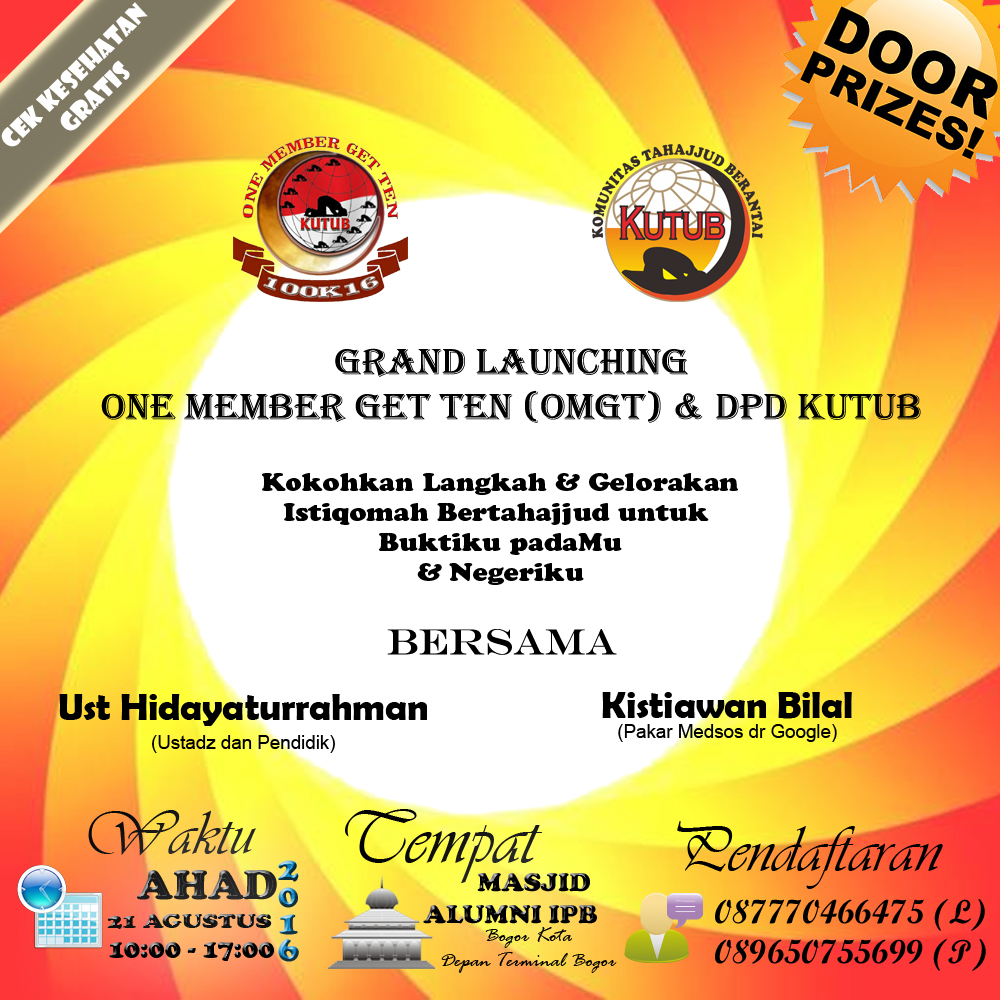 CEK KESEHATAN
GRATIS
DOOR
PRIZES!
ONE MEMBER GET TEN
KUTUB
100K16
KOMUNITAS TAHAJJUD BERANTAI
KUTUB
GRAND LAUNCHING
ONE MEMBER GET TEN (OMGT) & DPD KUTUB
Kokohkan Langkah & Gelorakan
Istiqomah Bertahajjud untuk
Buktiku padaMu
& Negeriku
BERSAMA
Ust Hidayaturrahman
(Ustadz dan Pendidik)
Kistiawan Bilal
(Pakar Medsos dr Google)
Waktu
AHAD
21 AGUSTUS
2016
10:00 - 17:00
Tempat
MASJID
ALUMNI IPB
Bogor Kota
Depan Terminal Bogor
Pendaftaran
087770466475 (L)
089650755699 (P)